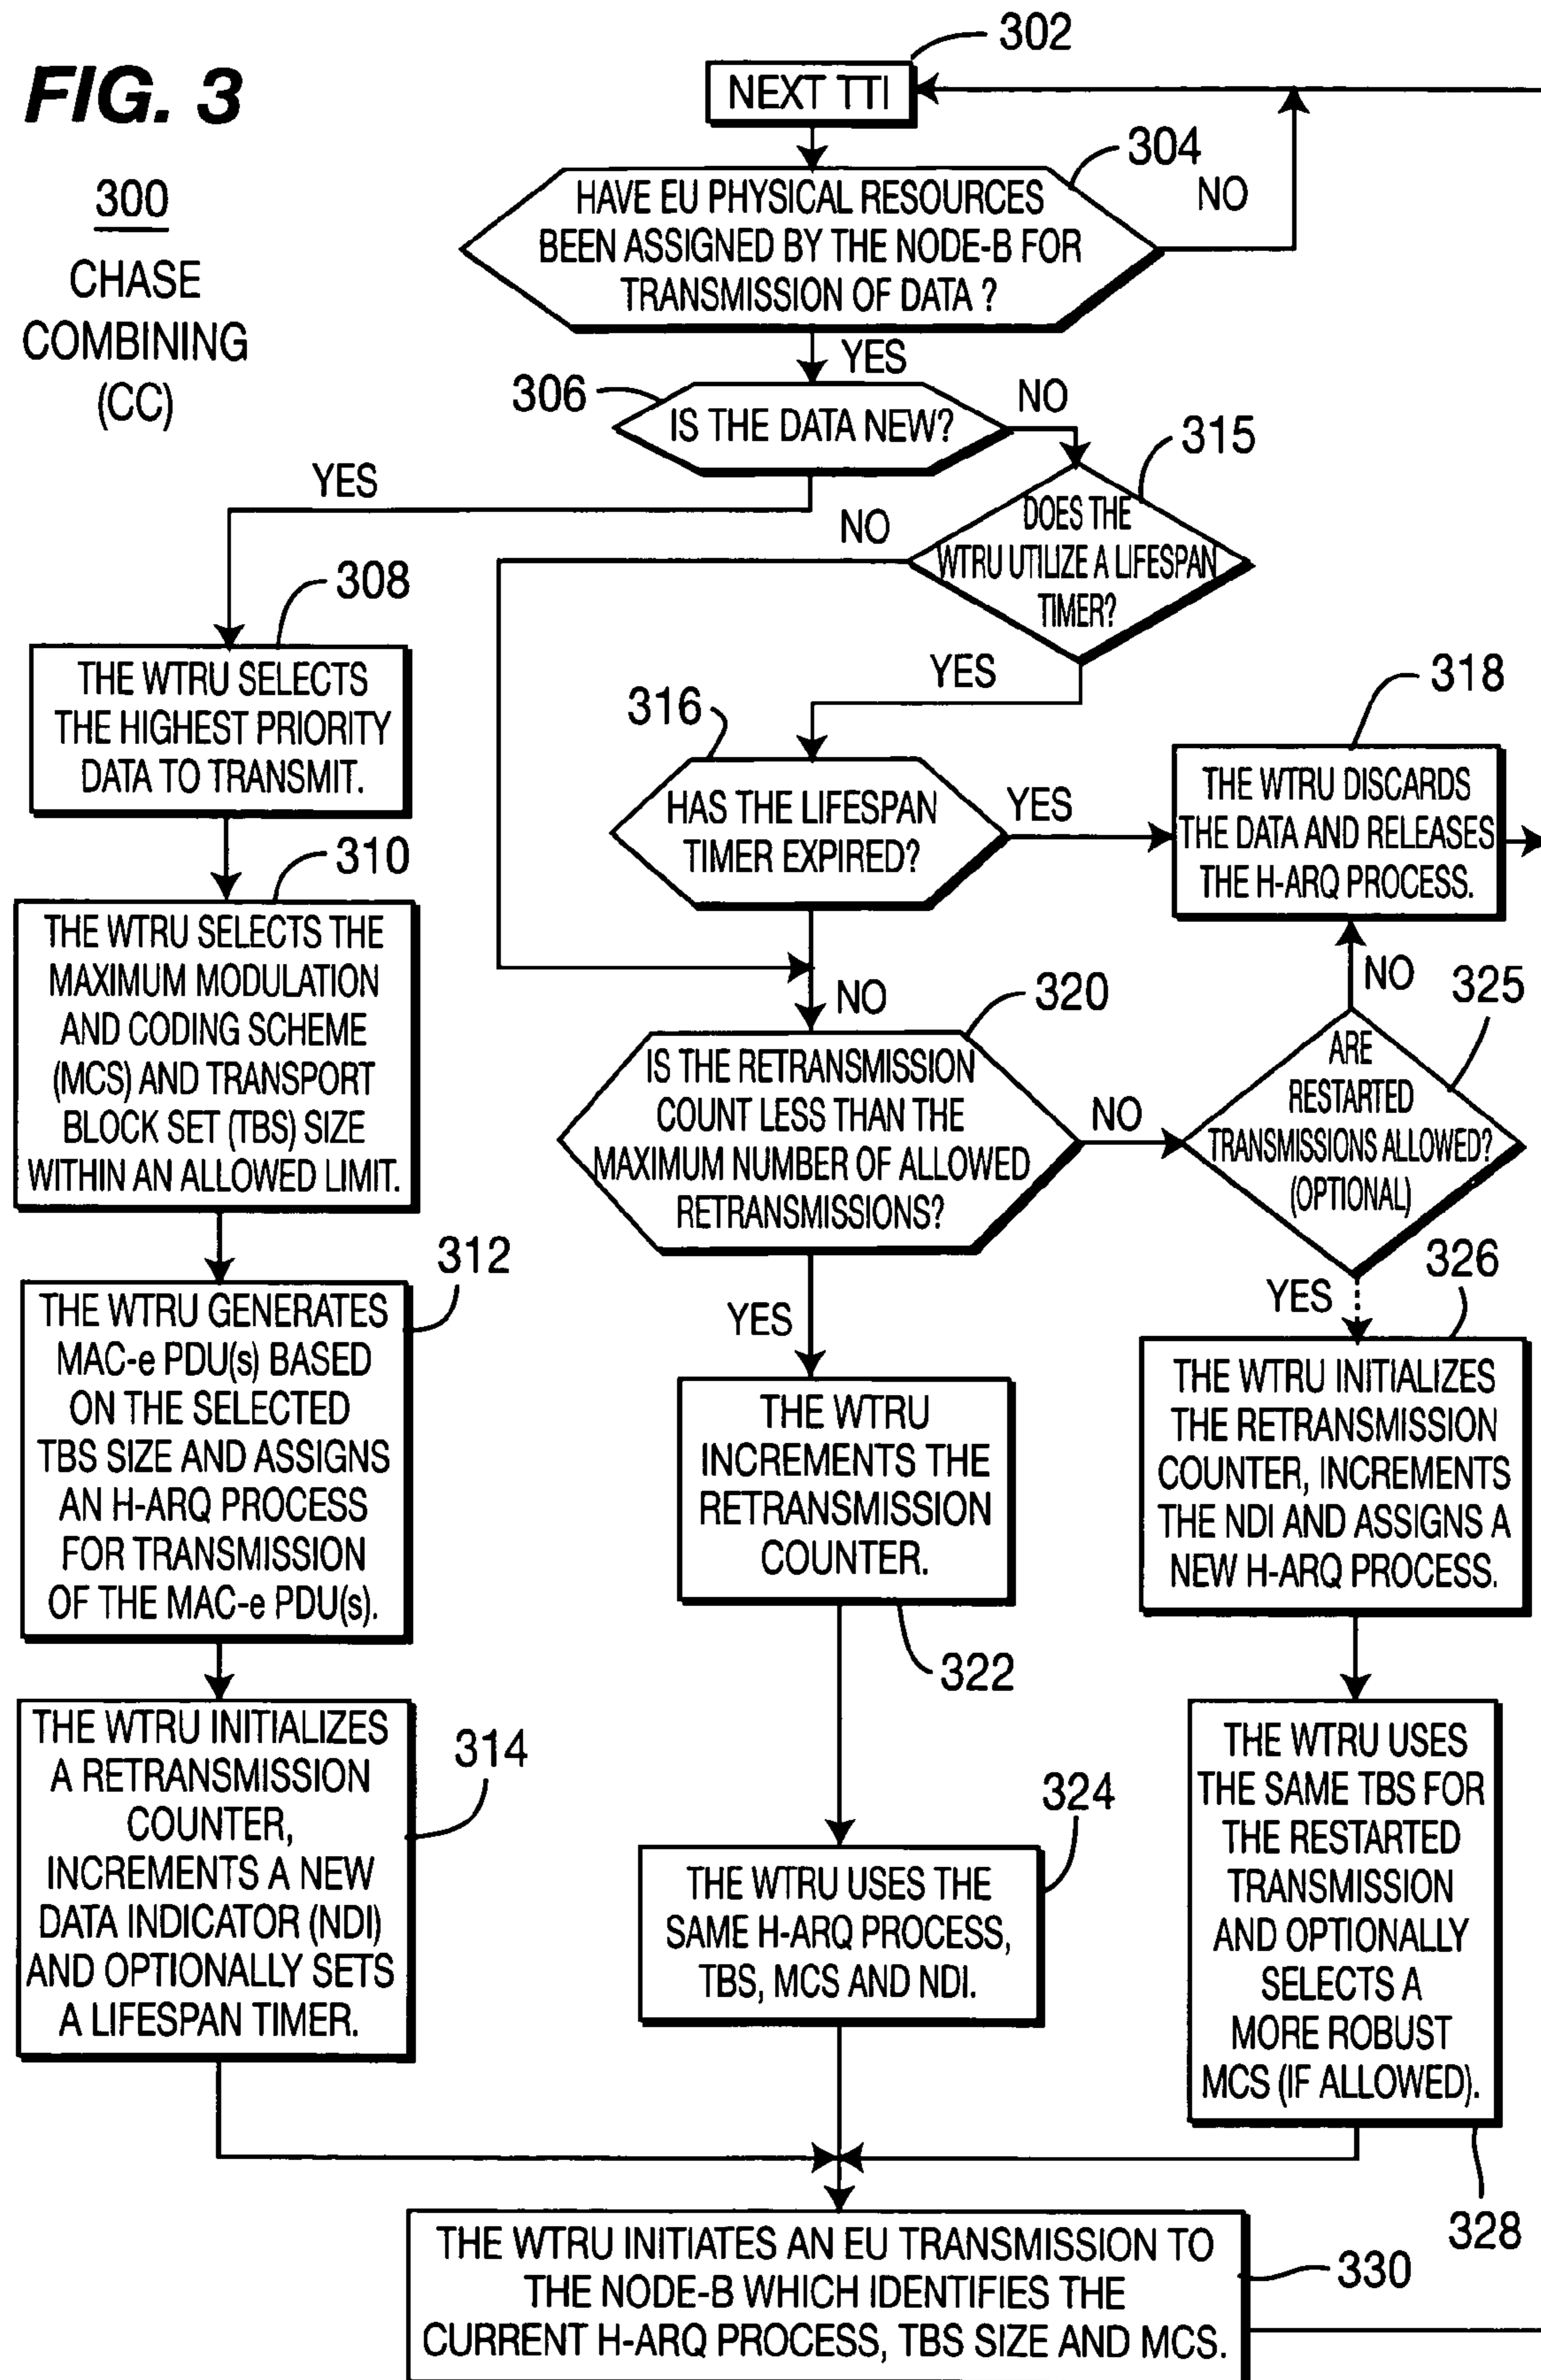 FIG. 3
300
CHASE
COMBINING
(CC)
302
NEXT TTI
304
HAVE EU PHYSICAL RESOURCES
BEEN ASSIGNED BY THE NODE-B FOR
TRANSMISSION OF DATA ?
NO
YES
306
IS THE DATA NEW?
NO
YES
315
DOES THE
WTRU UTILIZE A LIFESPAN
TIMER?
NO
YES
308
THE WTRU SELECTS
THE HIGHEST PRIORITY
DATA TO TRANSMIT.
310
THE WTRU SELECTS THE
MAXIMUM MODULATION
AND CODING SCHEME
(MCS) AND TRANSPORT
BLOCK SET (TBS) SIZE
WITHIN AN ALLOWED LIMIT.
312
THE WTRU GENERATES
MAC-e PDU(s) BASED
ON THE SELECTED
TBS SIZE AND ASSIGNS
AN H-ARQ PROCESS
FOR TRANSMISSION
OF THE MAC-e PDU(s).
314
THE WTRU INITIALIZES
A RETRANSMISSION
COUNTER,
INCREMENTS A NEW
DATA INDICATOR (NDI)
AND OPTIONALLY SETS
A LIFESPAN TIMER.
316
HAS THE LIFESPAN
TIMER EXPIRED?
YES
NO
318
THE WTRU DISCARDS
THE DATA AND RELEASES
THE H-ARQ PROCESS.
320
IS THE RETRANSMISSION
COUNT LESS THAN THE
MAXIMUM NUMBER OF ALLOWED
RETRANSMISSIONS?
NO
YES
NO
325
ARE
RESTARTED
TRANSMISSIONS ALLOWED?
(OPTIONAL)
YES
322
THE WTRU
INCREMENTS THE
RETRANSMISSION
COUNTER.
324
THE WTRU USES THE
SAME H-ARQ PROCESS,
TBS, MCS AND NDI.
326
THE WTRU INITIALIZES
THE RETRANSMISSION
COUNTER, INCREMENTS
THE NDI AND ASSIGNS A
NEW H-ARQ PROCESS.
THE WTRU USES
THE SAME TBS FOR
THE RESTARTED
TRANSMISSION
AND OPTIONALLY
SELECTS A
MORE ROBUST
MCS (IF ALLOWED).
328
THE WTRU INITIATES AN EU TRANSMISSION TO
THE NODE-B WHICH IDENTIFIES THE
CURRENT H-ARQ PROCESS, TBS SIZE AND MCS.
330